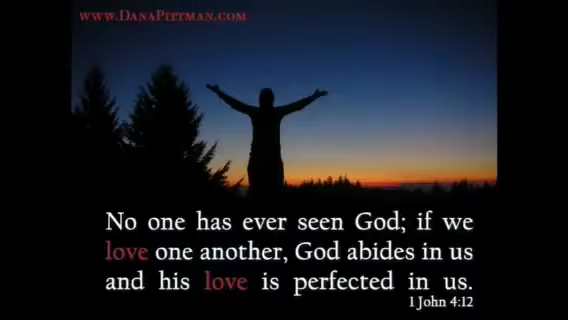 www.DanaPittman.com
No one has ever seen God; if we
love one another, God abides in us
and his love is perfected in us.
1 John 4:12